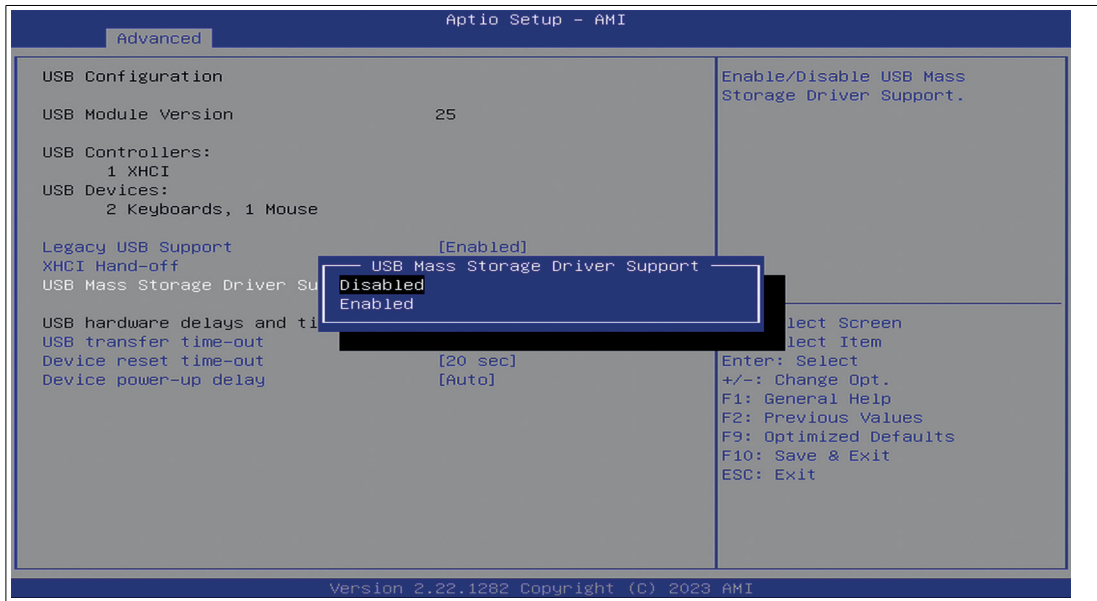 Aptio Setup – AMI
Advanced
USB Configuration
USB Module Version 25
USB Controllers:
1 XHCI
USB Devices:
2 Keyboards, 1 Mouse
Legacy USB Support [Enabled]
XHCI Hand-off
USB Mass Storage Driver Su
USB hardware delays and ti
USB transfer time-out
Device reset time-out [20 sec]
Device power-up delay [Auto]
USB Mass Storage Driver Support
Disabled
Enabled
Enable/Disable USB Mass
Storage Driver Support.
lect Screen
lect Item
Enter: Select
+/-: Change Opt.
F1: General Help
F2: Previous Values
F9: Optimized Defaults
F10: Save & Exit
ESC: Exit
Version 2.22.1282 Copyright (C) 2023 AMI